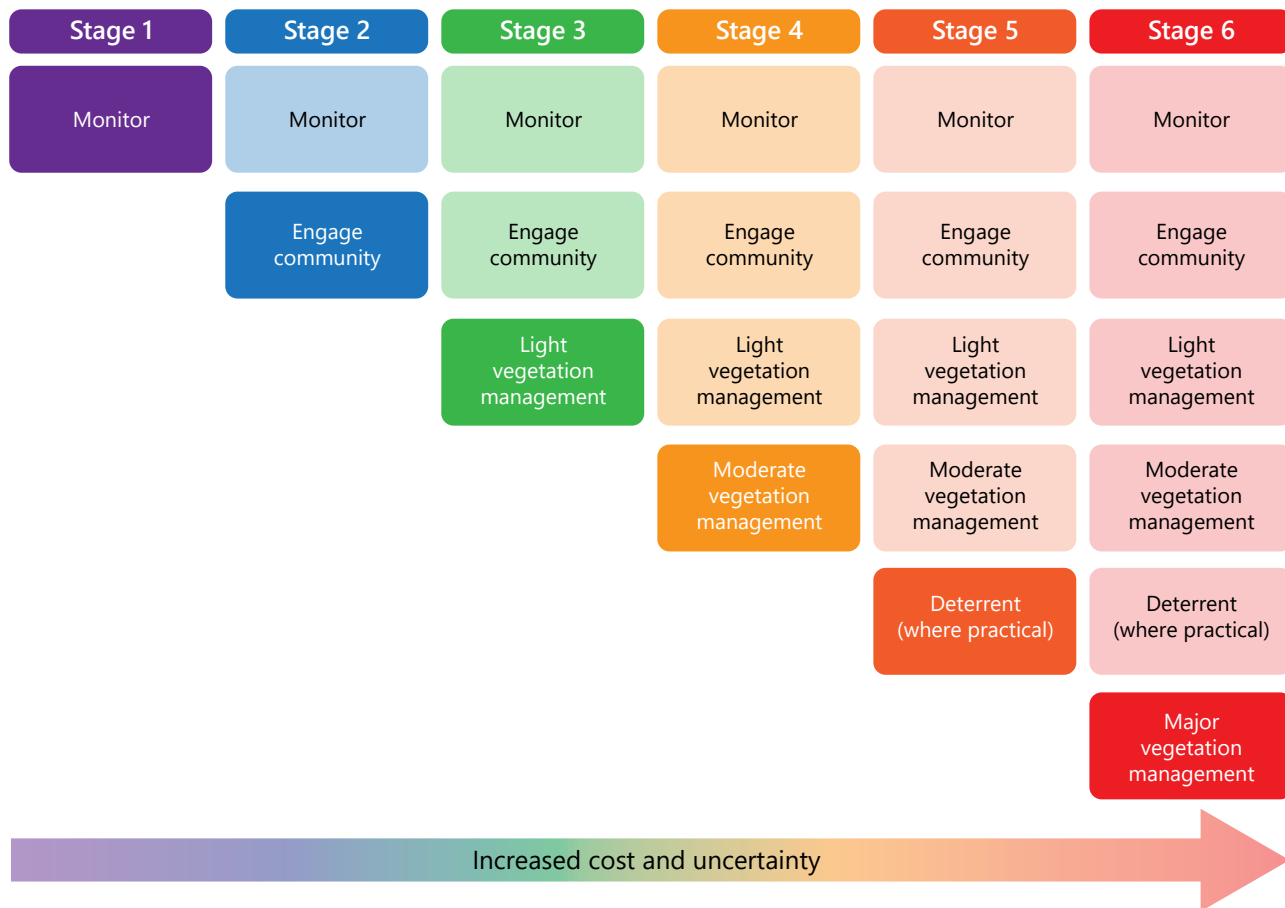 Stage 1
Stage 2
Stage 3
Stage 4
Stage 5
Stage 6
Monitor
Monitor
Monitor
Monitor
Monitor
Monitor
Engage
community
Engage
community
Engage
community
Engage
community
Engage
community
Light
vegetation
management
Light
vegetation
management
Light
vegetation
management
Light
vegetation
management
Moderate
vegetation
management
Moderate
vegetation
management
Moderate
vegetation
management
Deterrent
(where practical)
Deterrent
(where practical)
Major
vegetation
management
Increased cost and uncertainty